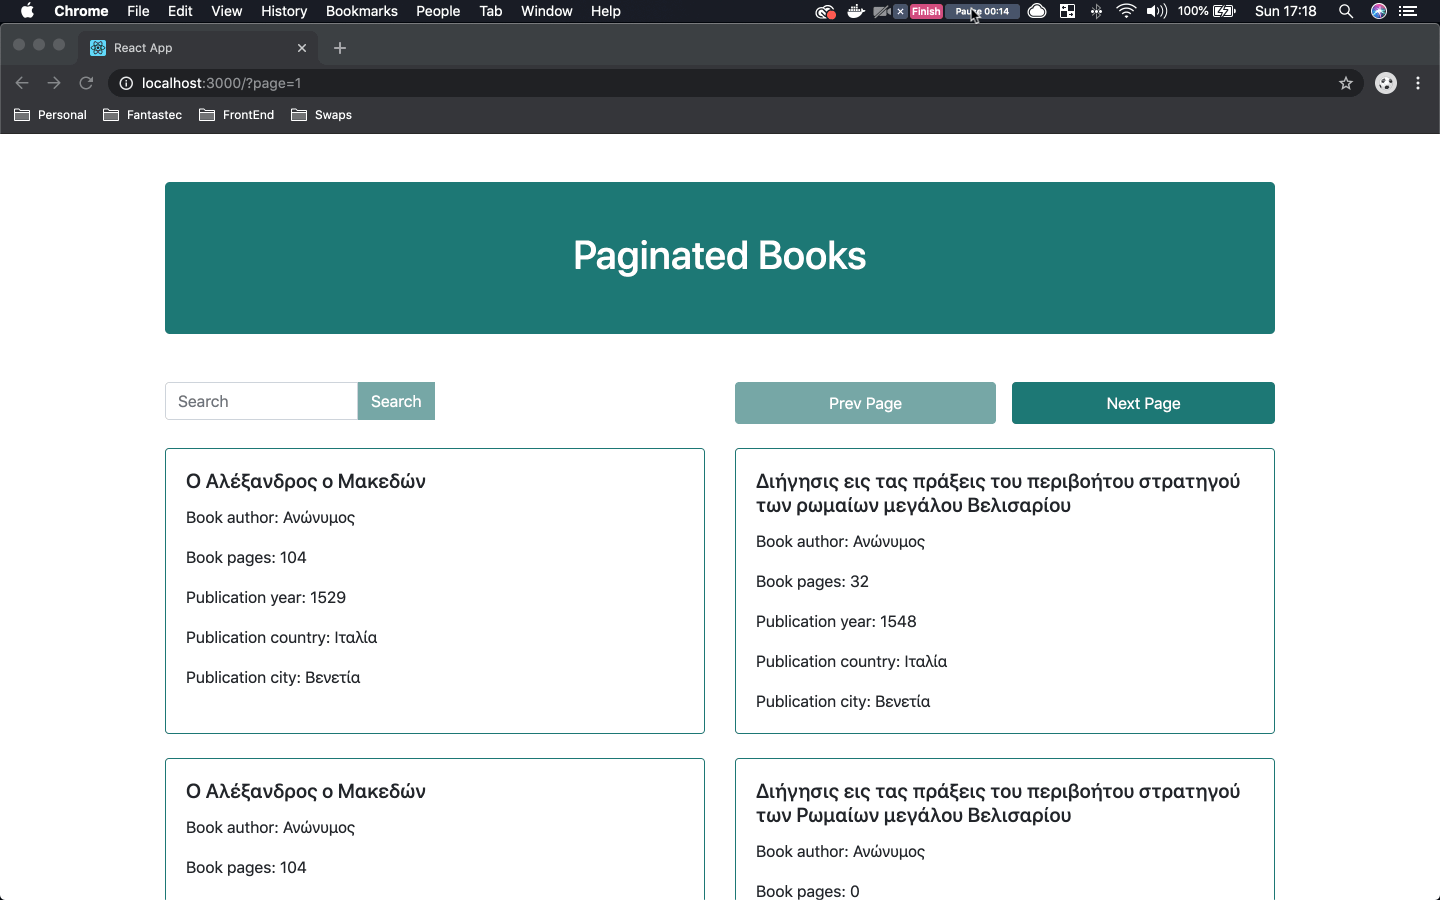 Chrome File Edit View History Bookmarks People Tab Window Help Finish 00:14 100% Sun 17:18
React App
localhost:3000/?page=1
Personal Fantastec FrontEnd Swaps
Paginated Books
Search Search Prev Page Next Page
Ο Αλέξανδρος ο Μακεδών
Book author: Ανώνυμος
Book pages: 104
Publication year: 1529
Publication country: Ιταλία
Publication city: Βενετία
Διήγησις εις τας πράξεις του περιβοήτου στρατηγού
των ρωμαίων μεγάλου Βελισαρίου
Book author: Ανώνυμος
Book pages: 32
Publication year: 1548
Publication country: Ιταλία
Publication city: Βενετία
Ο Αλέξανδρος ο Μακεδών
Book author: Ανώνυμος
Book pages: 104
Διήγησις εις τας πράξεις του περιβοήτου στρατηγού
των Ρωμαίων μεγάλου Βελισαρίου
Book author: Ανώνυμος
Book pages: 0